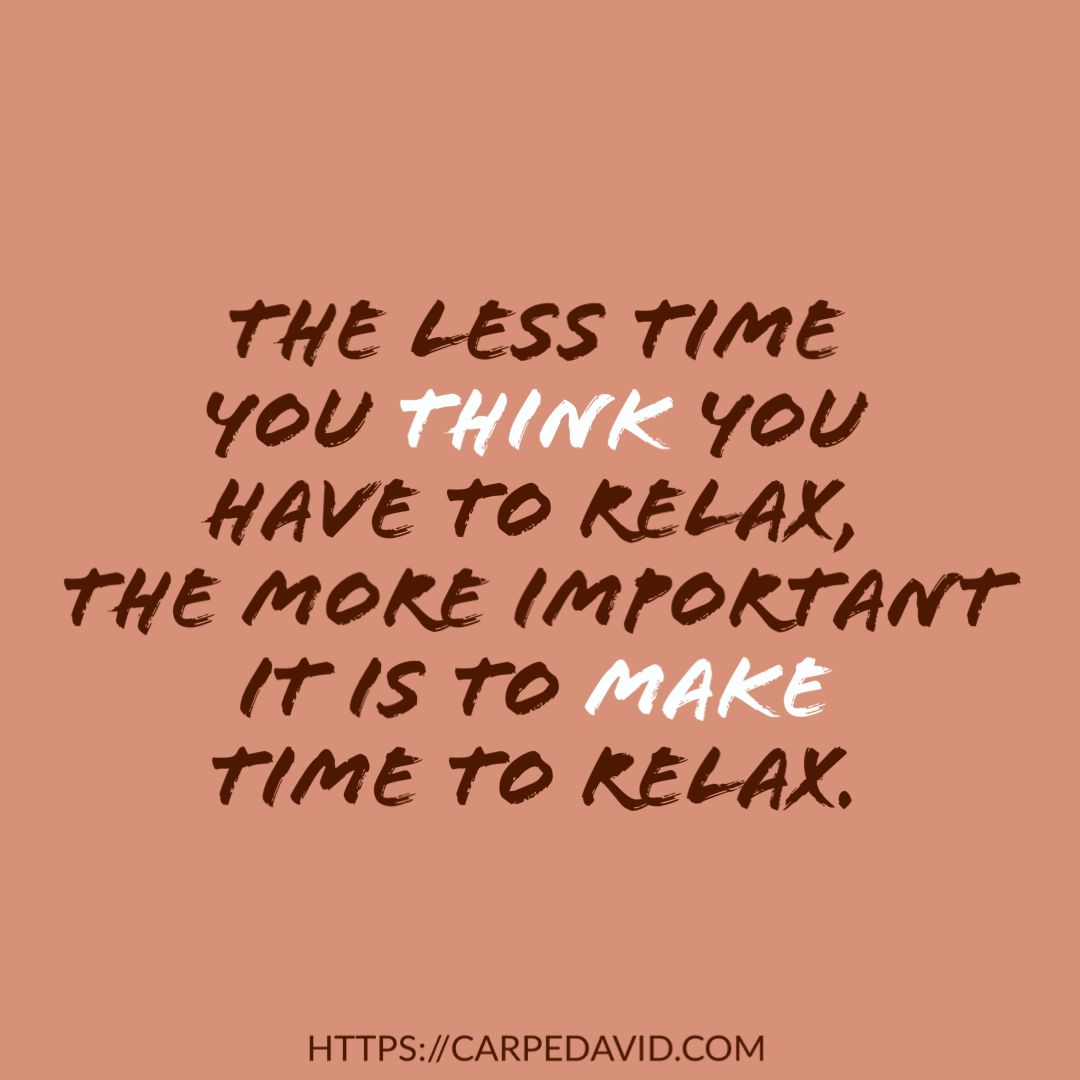 THE LESS TIME
YOU THINK YOU
HAVE TO RELAX,
THE MORE IMPORTANT
IT IS TO MAKE
TIME TO RELAX.
HTTPS://CARPEDAVID.COM